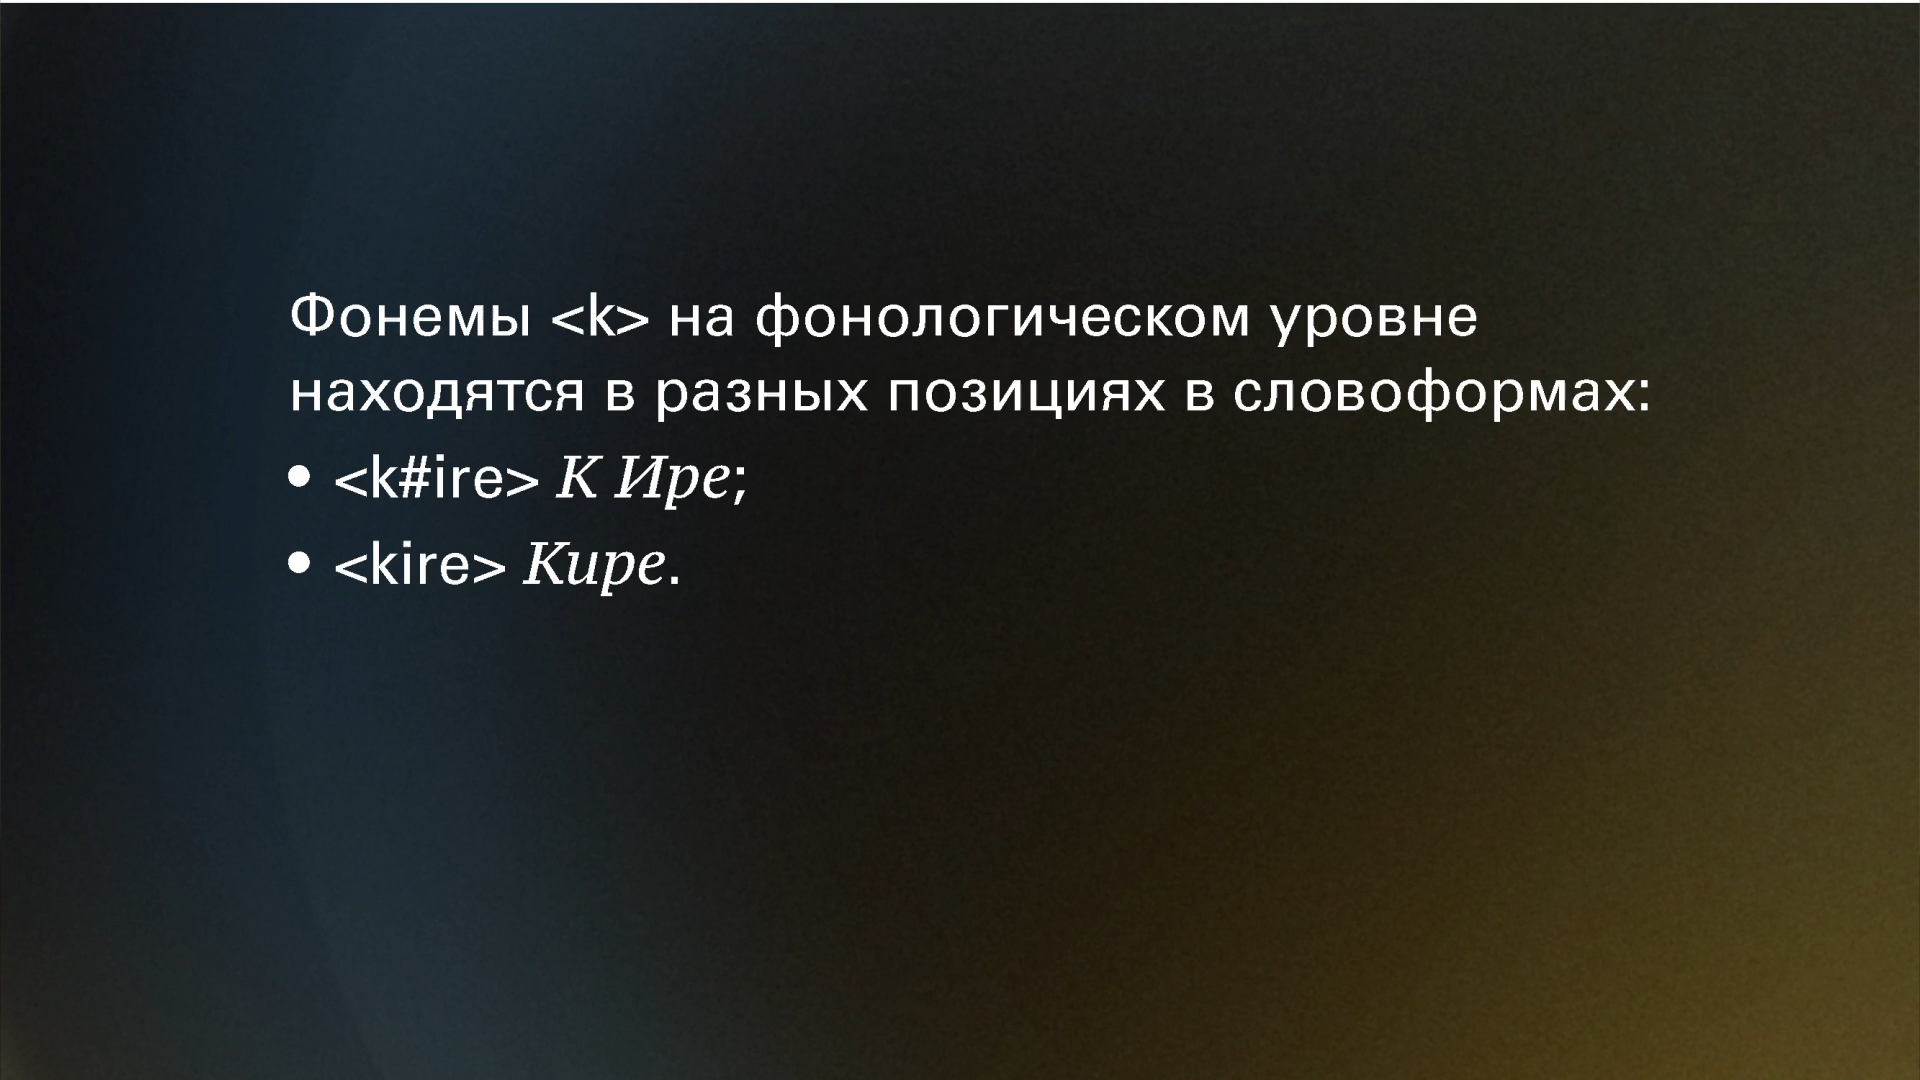 Фонемы <k> на фонологическом уровне
находятся в разных позициях в словоформах:
• <k#ire> К Ире;
• <kire> Кире.